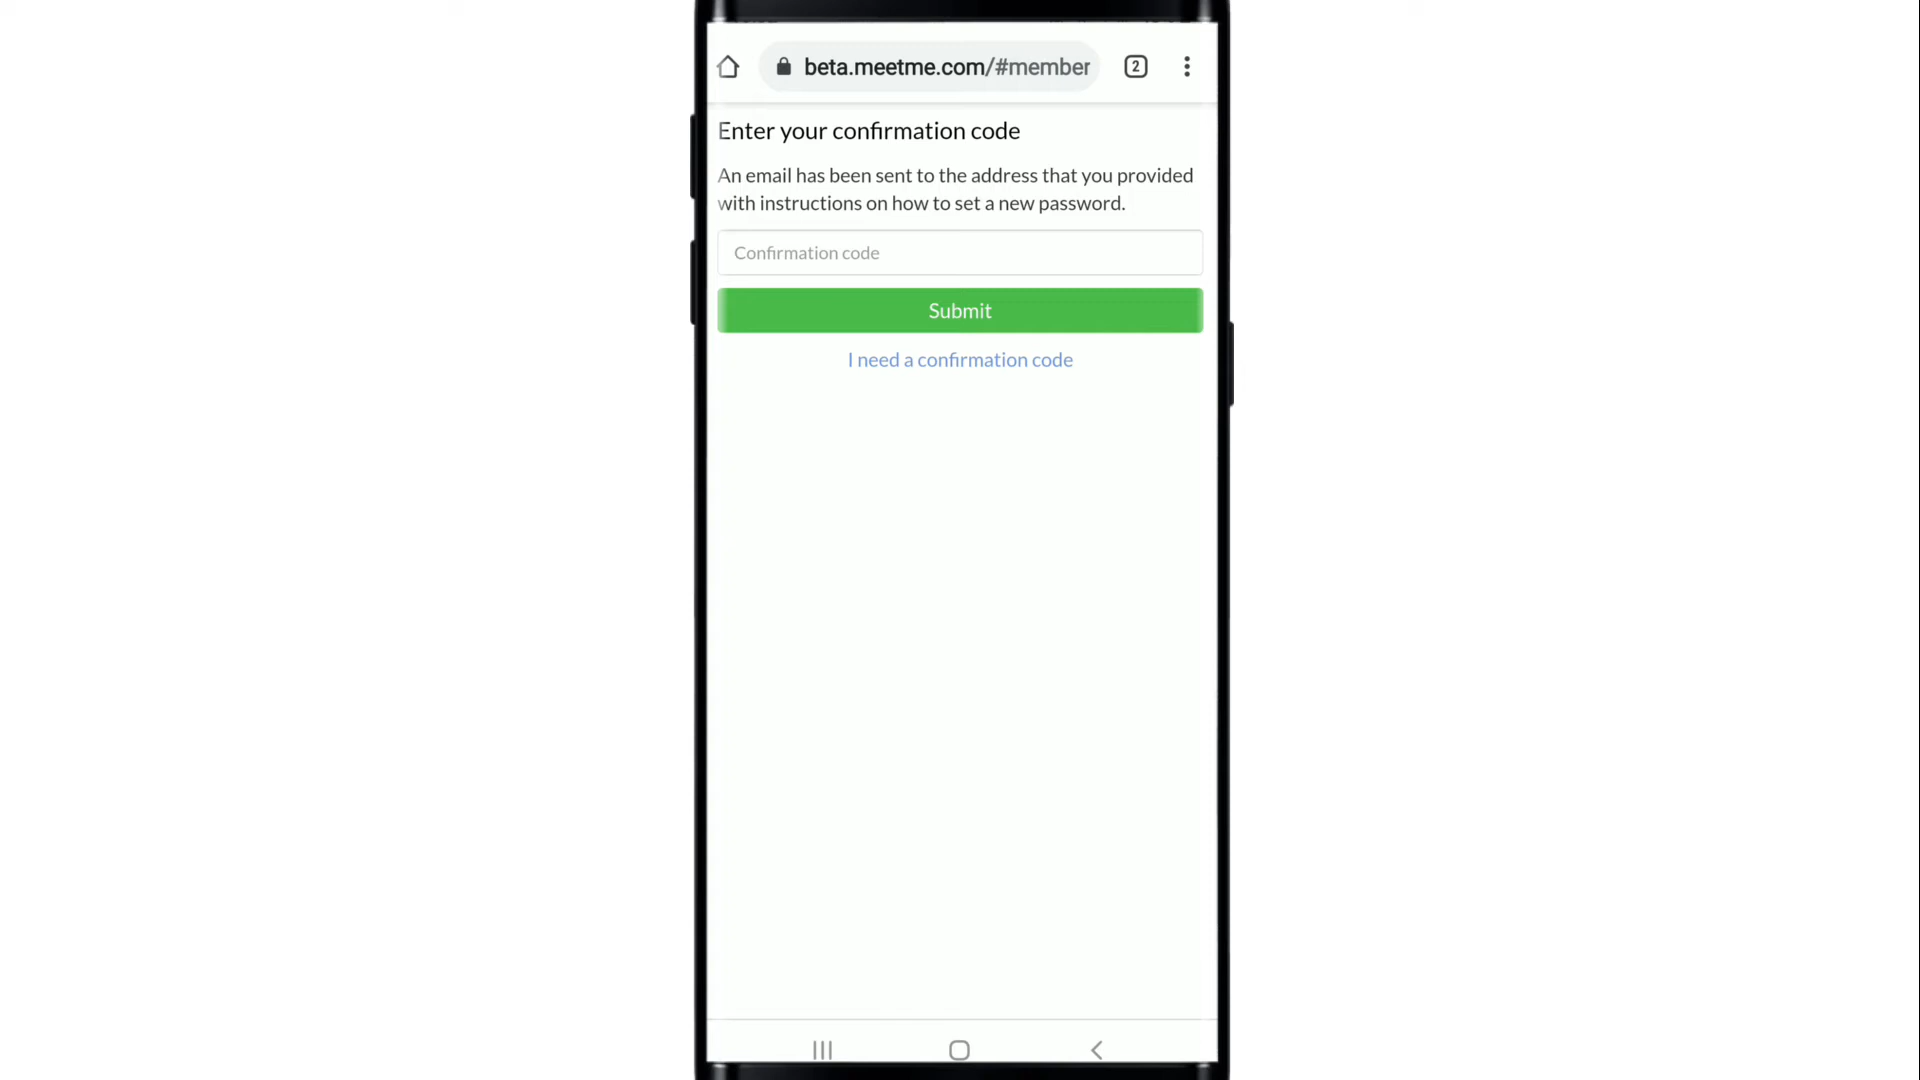 beta.meetme.com/#member
2
Enter your confirmation code
An email has been sent to the address that you provided
with instructions on how to set a new password.
Confirmation code
Submit
I need a confirmation code